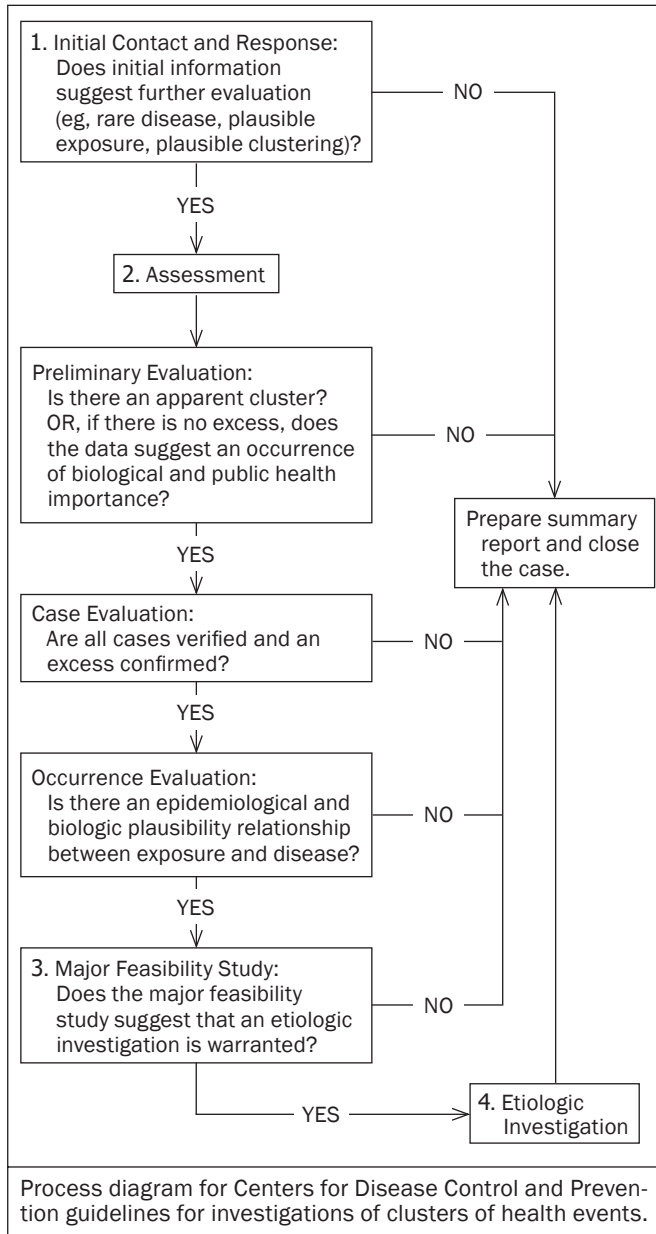 1. Initial Contact and Response:
Does initial information
suggest further evaluation
(eg, rare disease, plausible
exposure, plausible clustering)?
NO
YES
2. Assessment
Preliminary Evaluation:
Is there an apparent cluster?
OR, if there is no excess, does
the data suggest an occurrence
of biological and public health
importance?
NO
Prepare summary
report and close
the case.
YES
Case Evaluation:
Are all cases verified and an
excess confirmed?
NO
YES
Occurrence Evaluation:
Is there an epidemiological and
biologic plausibility relationship
between exposure and disease?
NO
YES
3. Major Feasibility Study:
Does the major feasibility
study suggest that an etiologic
investigation is warranted?
NO
YES
4. Etiologic
Investigation
Process diagram for Centers for Disease Control and Preven-
tion guidelines for investigations of clusters of health events.